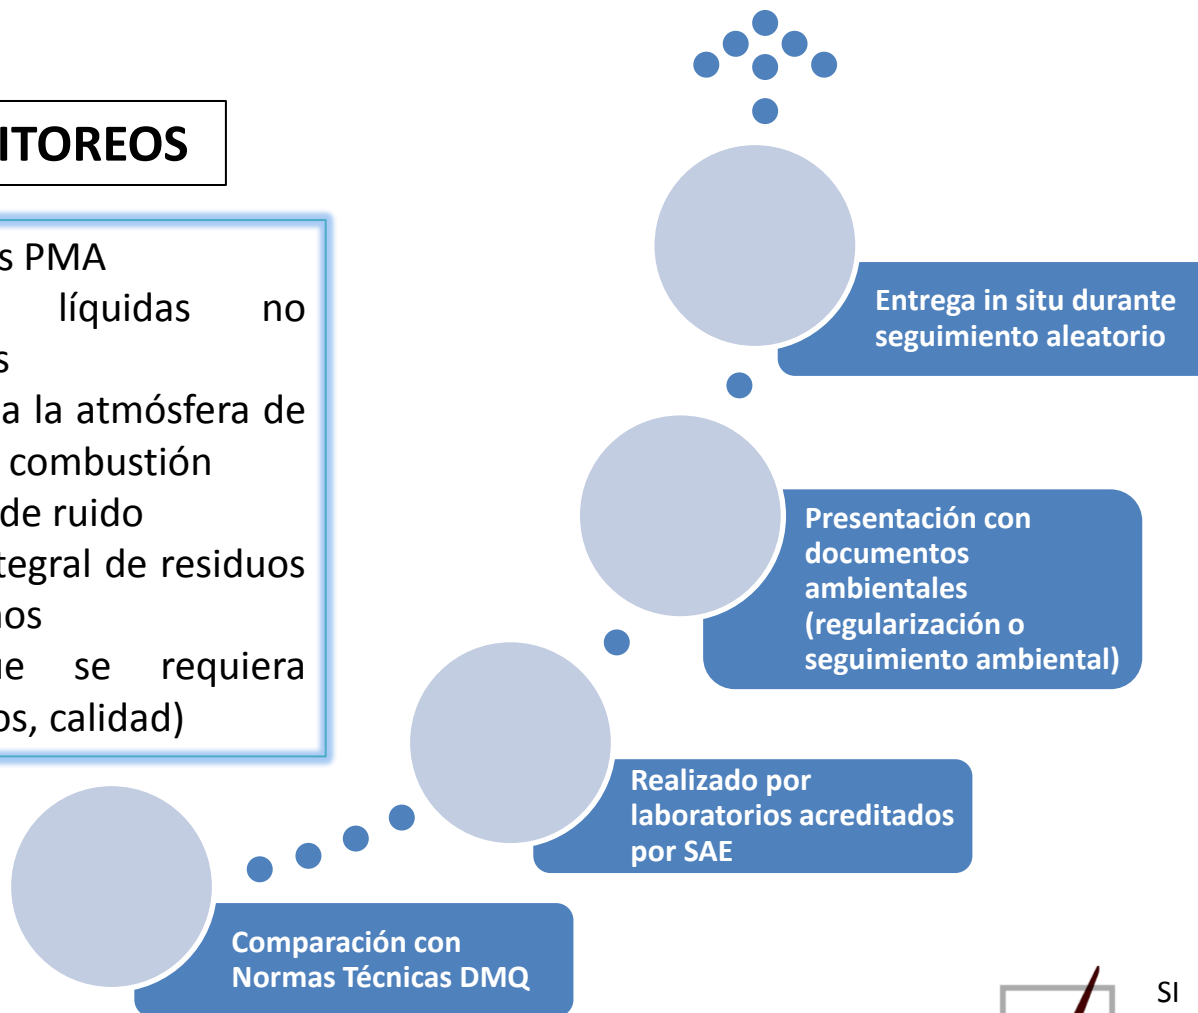 ITOREOS
s PMA
líquidas no
s
a la atmósfera de
combustión
de ruido
tegral de residuos
nos
ue se requiera
os, calidad)
Entrega in situ durante
seguimiento aleatorio
Presentación con
documentos
ambientales
(regularización o
seguimiento ambiental)
Realizado por
laboratorios acreditados
por SAE
Comparación con
Normas Técnicas DMQ
SI